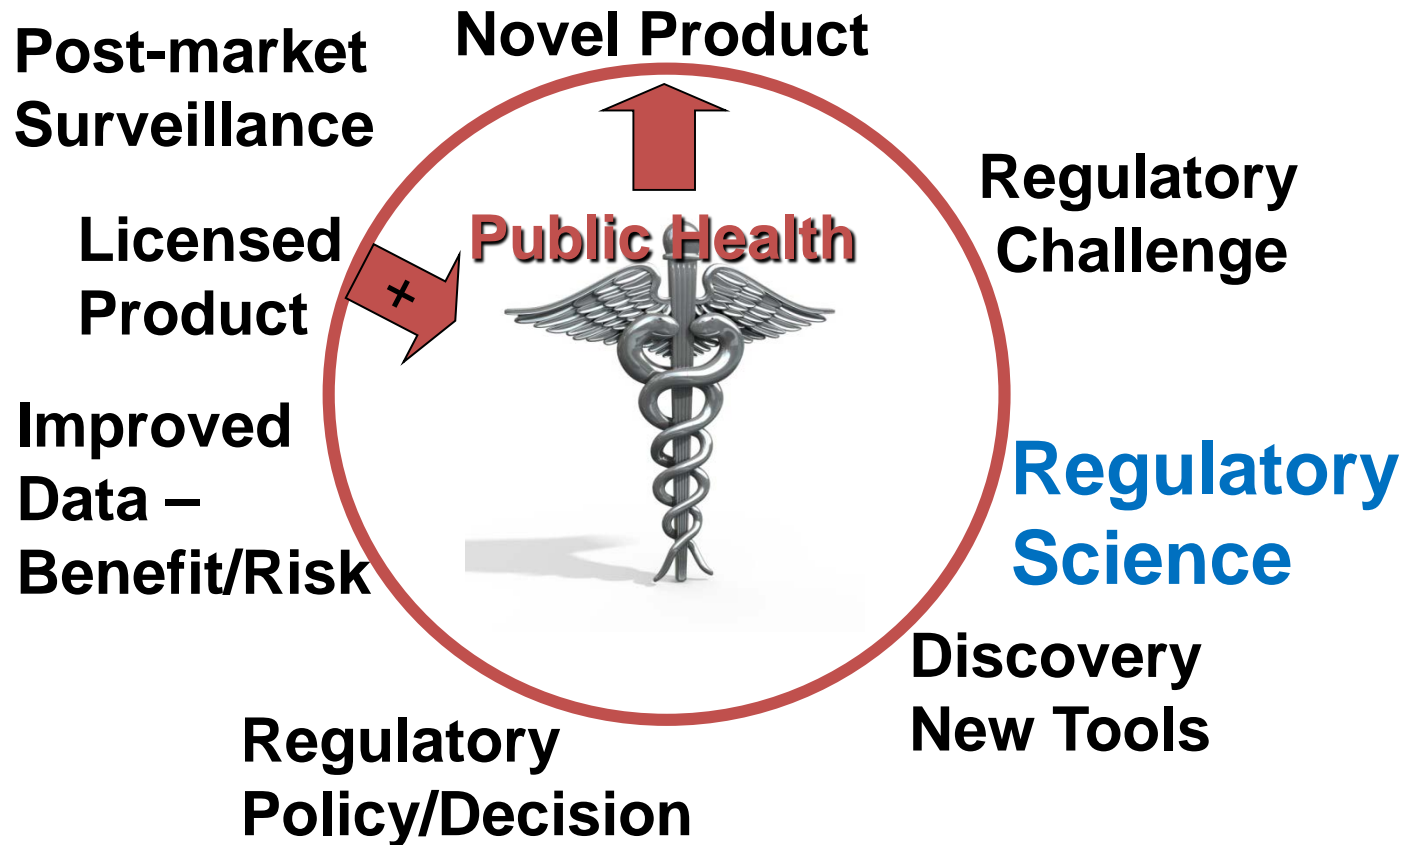 Novel Product
Post-market
Surveillance
Regulatory
Challenge
Public Health
Licensed
Product
+
Improved
Data –
Benefit/Risk
Regulatory
Science
Discovery
New Tools
Regulatory
Policy/Decision